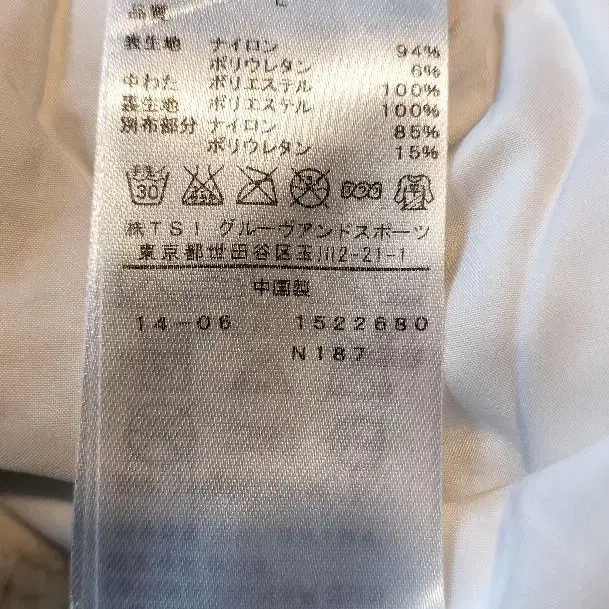 L
品質
表生地 ナイロン 94%
ポリウレタン 6%
中わた ポリエステル 100%
裏生地 ポリエステル 100%
別布部分 ナイロン 85%
ポリウレタン 15%
手洗イ 30
㈱TSI グルーヴアンドスポーツ
東京都世田谷区玉川2-21-1
中国製
14-06 1522680
N187